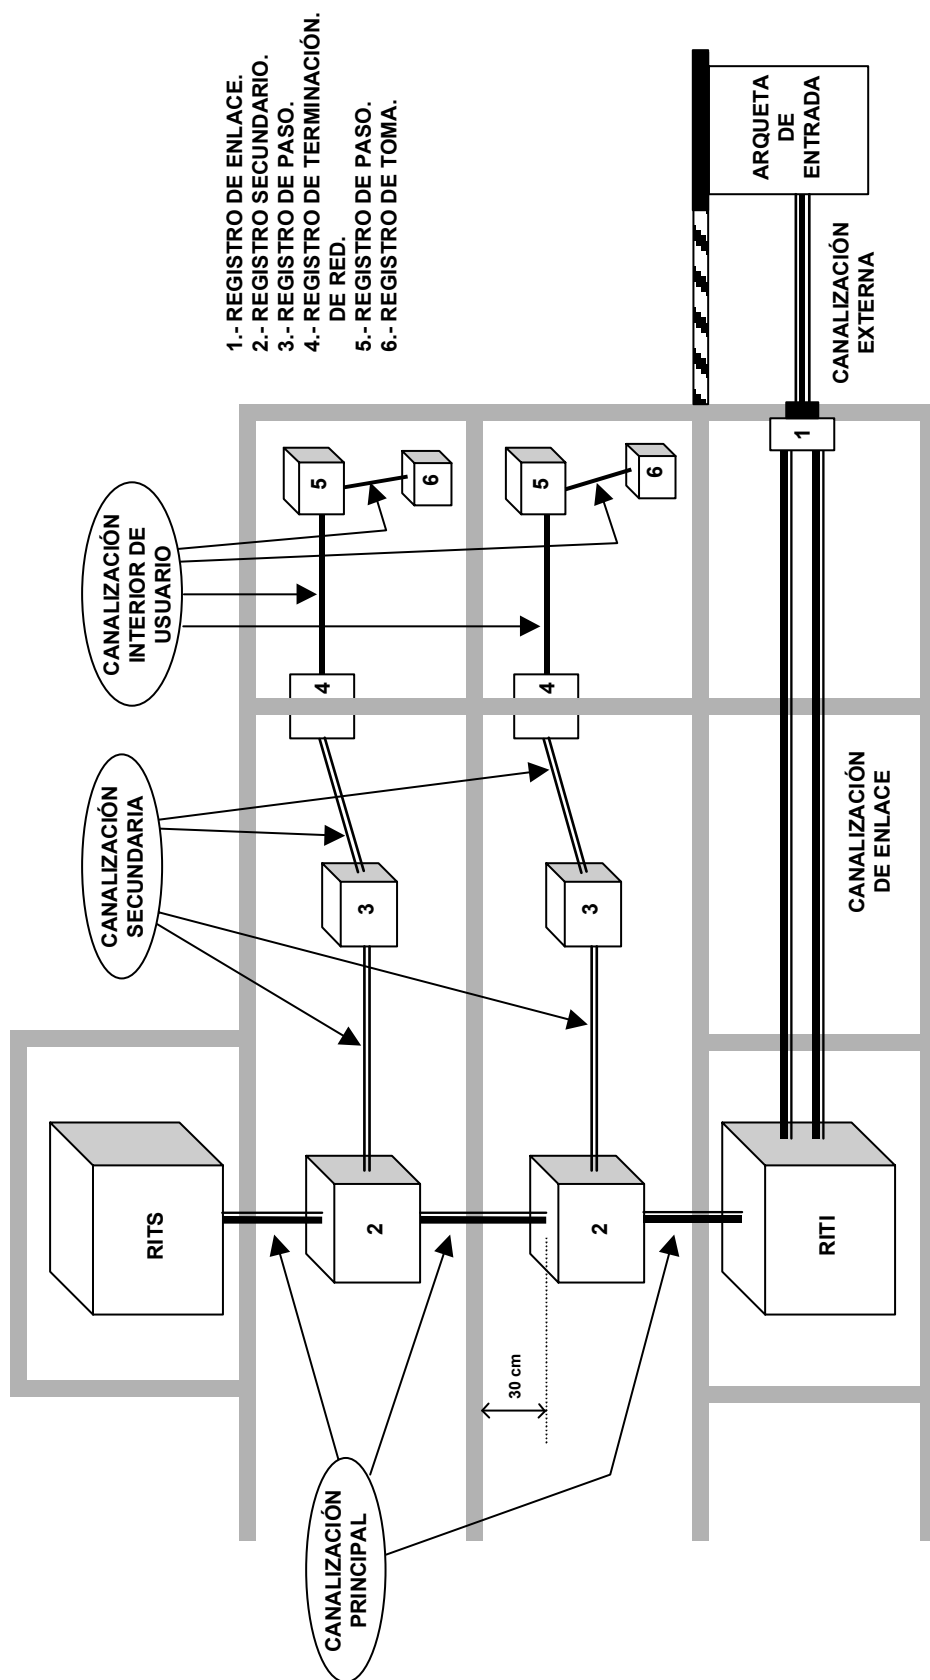 CANALIZACIÓN
SECUNDARIA
CANALIZACIÓN
INTERIOR DE
USUARIO
RITS
1.- REGISTRO DE ENLACE.
2.- REGISTRO SECUNDARIO.
3.- REGISTRO DE PASO.
4.- REGISTRO DE TERMINACIÓN.
DE RED.
5.- REGISTRO DE PASO.
6.- REGISTRO DE TOMA.
CANALIZACIÓN
PRINCIPAL
2
3
4
5
6
30 cm
2
3
4
5
6
ARQUETA
DE
ENTRADA
1
RITI
CANALIZACIÓN
EXTERNA
CANALIZACIÓN
DE ENLACE